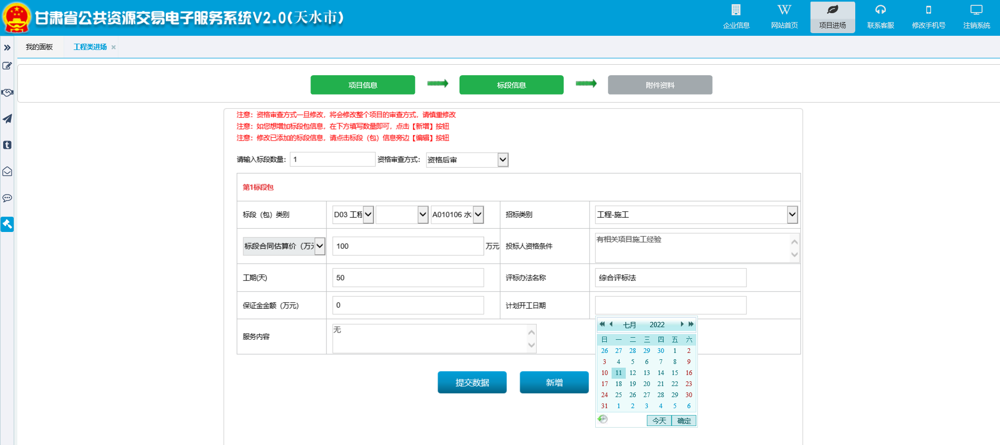 甘肃省公共资源交易电子服务系统V2.0(天水市)
企业信息
网站首页
项目进场
联系客服
修改手机号
注销系统
我的面板
工程类进场
项目信息
标段信息
附件资料
注意：资格审查方式一旦修改，将会修改整个项目的审查方式，请慎重修改
注意：如您想增加标段包信息，在下方填写数量即可，点击【新增】按钮
注意：修改已添加的标段信息，请点击标段（包）信息旁边【编辑】按钮
请输入标段数量： 1 资格审查方式： 资格后审
第1标段包
标段（包）类别 D03 工程 A010106 水 招标类别 工程-施工
标段合同估算价（万元 100 万元 投标人资格条件 有相关项目施工经验
工期(天) 50 评标办法名称 综合评标法
保证金金额（万元） 0 计划开工日期
服务内容 无
提交数据 新增
七月 2022
日 一 二 三 四 五 六
26 27 28 29 30 1 2
3 4 5 6 7 8 9
10 11 12 13 14 15 16
17 18 19 20 21 22 23
24 25 26 27 28 29 30
31 1 2 3 4 5 6
今天 确定